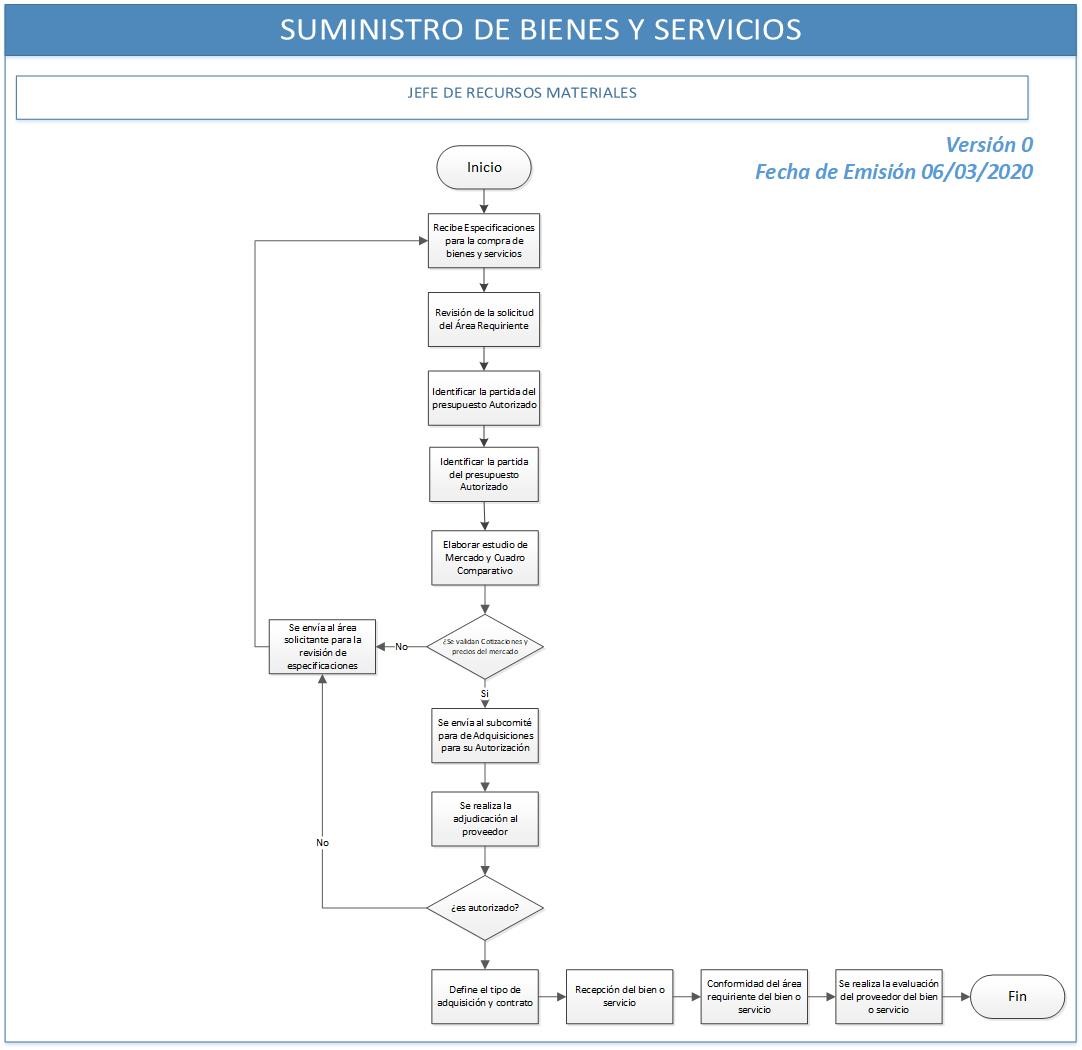 SUMINISTRO DE BIENES Y SERVICIOS
JEFE DE RECURSOS MATERIALES
Versión 0
Fecha de Emisión 06/03/2020
Inicio
Recibe Especificaciones
para la compra de
bienes y servicios
Revisión de la solicitud
del Área Requiriente
Identificar la partida del
presupuesto Autorizado
Identificar la partida
del presupuesto
Autorizado
Elaborar estudio de
Mercado y Cuadro
Comparativo
¿Se validan Cotizaciones y
precios del mercado
No
Se envía al área
solicitante para la
revisión de
especificaciones
Si
Se envía al subcomité
para de Adquisiciones
para su Autorización
Se realiza la
adjudicación al
proveedor
No
¿es autorizado?
Define el tipo de
adquisición y contrato
Recepción del bien o
servicio
Conformidad del área
requiriente del bien o
servicio
Se realiza la evaluación
del proveedor del bien
o servicio
Fin